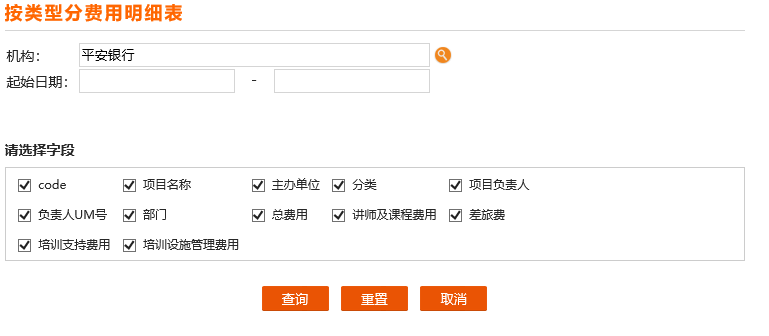 按类型分费用明细表
机构： 平安银行
起始日期： -
请选择字段
code 项目名称 主办单位 分类 项目负责人
负责人UM号 部门 总费用 讲师及课程费用 差旅费
培训支持费用 培训设施管理费用
查询 重置 取消